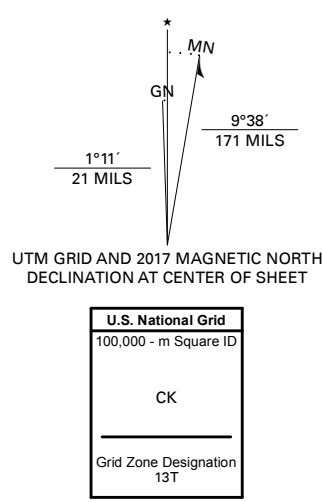 MN
GN
9°38´
171 MILS
1°11´
21 MILS
UTM GRID AND 2017 MAGNETIC NORTH
DECLINATION AT CENTER OF SHEET
U.S. National Grid
100,000 - m Square ID
CK
Grid Zone Designation
13T